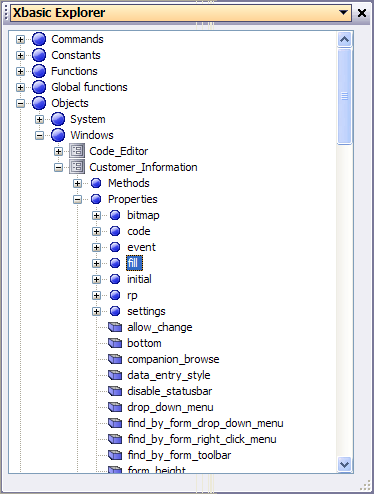 Xbasic Explorer
Commands
Constants
Functions
Global functions
Objects
System
Windows
Code_Editor
Customer_Information
Methods
Properties
bitmap
code
event
fill
initial
rp
settings
allow_change
bottom
companion_browse
data_entry_style
disable_statusbar
drop_down_menu
find_by_form_drop_down_menu
find_by_form_right_click_menu
find_by_form_toolbar
form_height